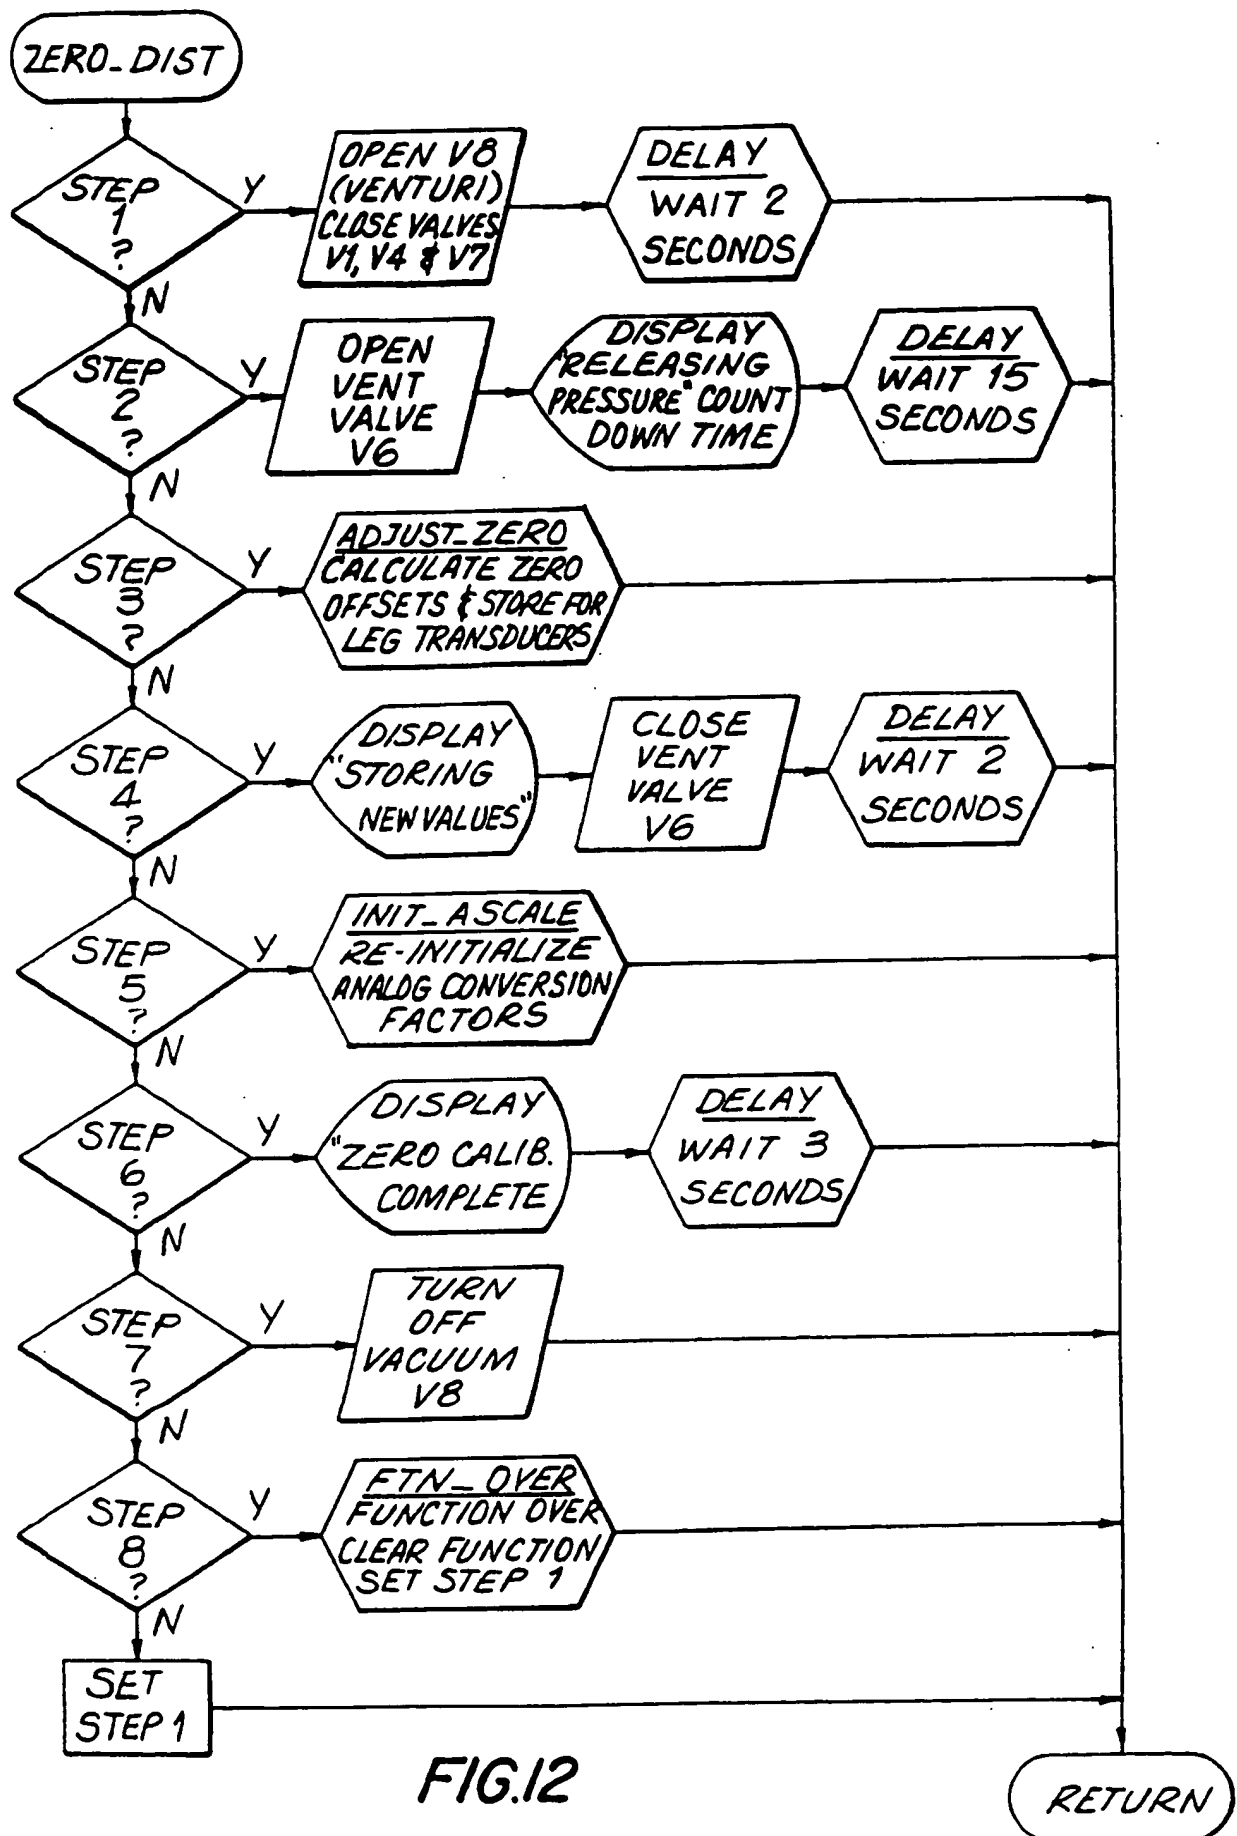 ZERO_DIST
STEP
1
?
Y
N
OPEN V8
(VENTURI)
CLOSE VALVES
V1, V4 & V7
DELAY
WAIT 2
SECONDS
STEP
2
?
Y
N
OPEN
VENT
VALVE
V6
DISPLAY
"RELEASING
PRESSURE" COUNT
DOWN TIME
DELAY
WAIT 15
SECONDS
STEP
3
?
Y
N
ADJUST_ZERO
CALCULATE ZERO
OFFSETS & STORE FOR
LEG TRANSDUCERS
STEP
4
?
Y
N
DISPLAY
"STORING
NEW VALUES"
CLOSE
VENT
VALVE
V6
DELAY
WAIT 2
SECONDS
STEP
5
?
Y
N
INIT_ASCALE
RE-INITIALIZE
ANALOG CONVERSION
FACTORS
STEP
6
?
Y
N
DISPLAY
"ZERO CALIB.
COMPLETE
DELAY
WAIT 3
SECONDS
STEP
7
?
Y
N
TURN
OFF
VACUUM
V8
STEP
8
?
Y
N
FTN_OVER
FUNCTION OVER
CLEAR FUNCTION
SET STEP 1
SET
STEP 1
RETURN
FIG.12